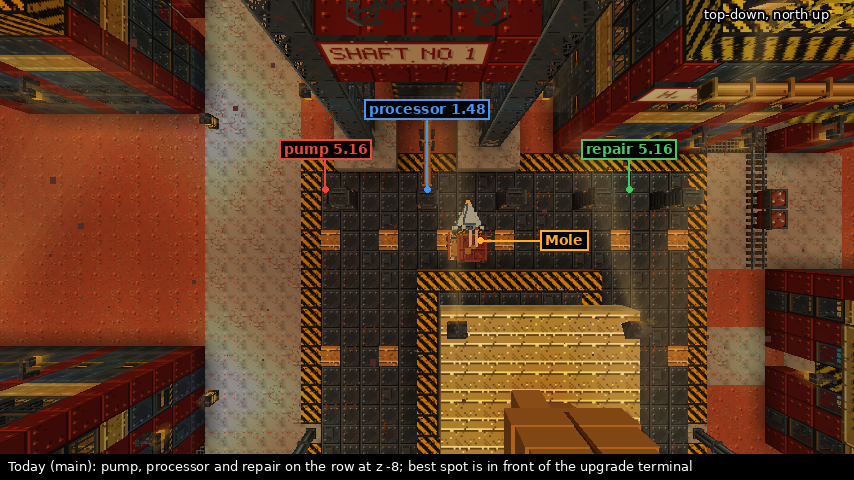 top-down, north up
SHAFT NO 1
processor 1.48
pump 5.16
repair 5.16
Mole
Today (main): pump, processor and repair on the row at z -8; best spot is in front of the upgrade terminal